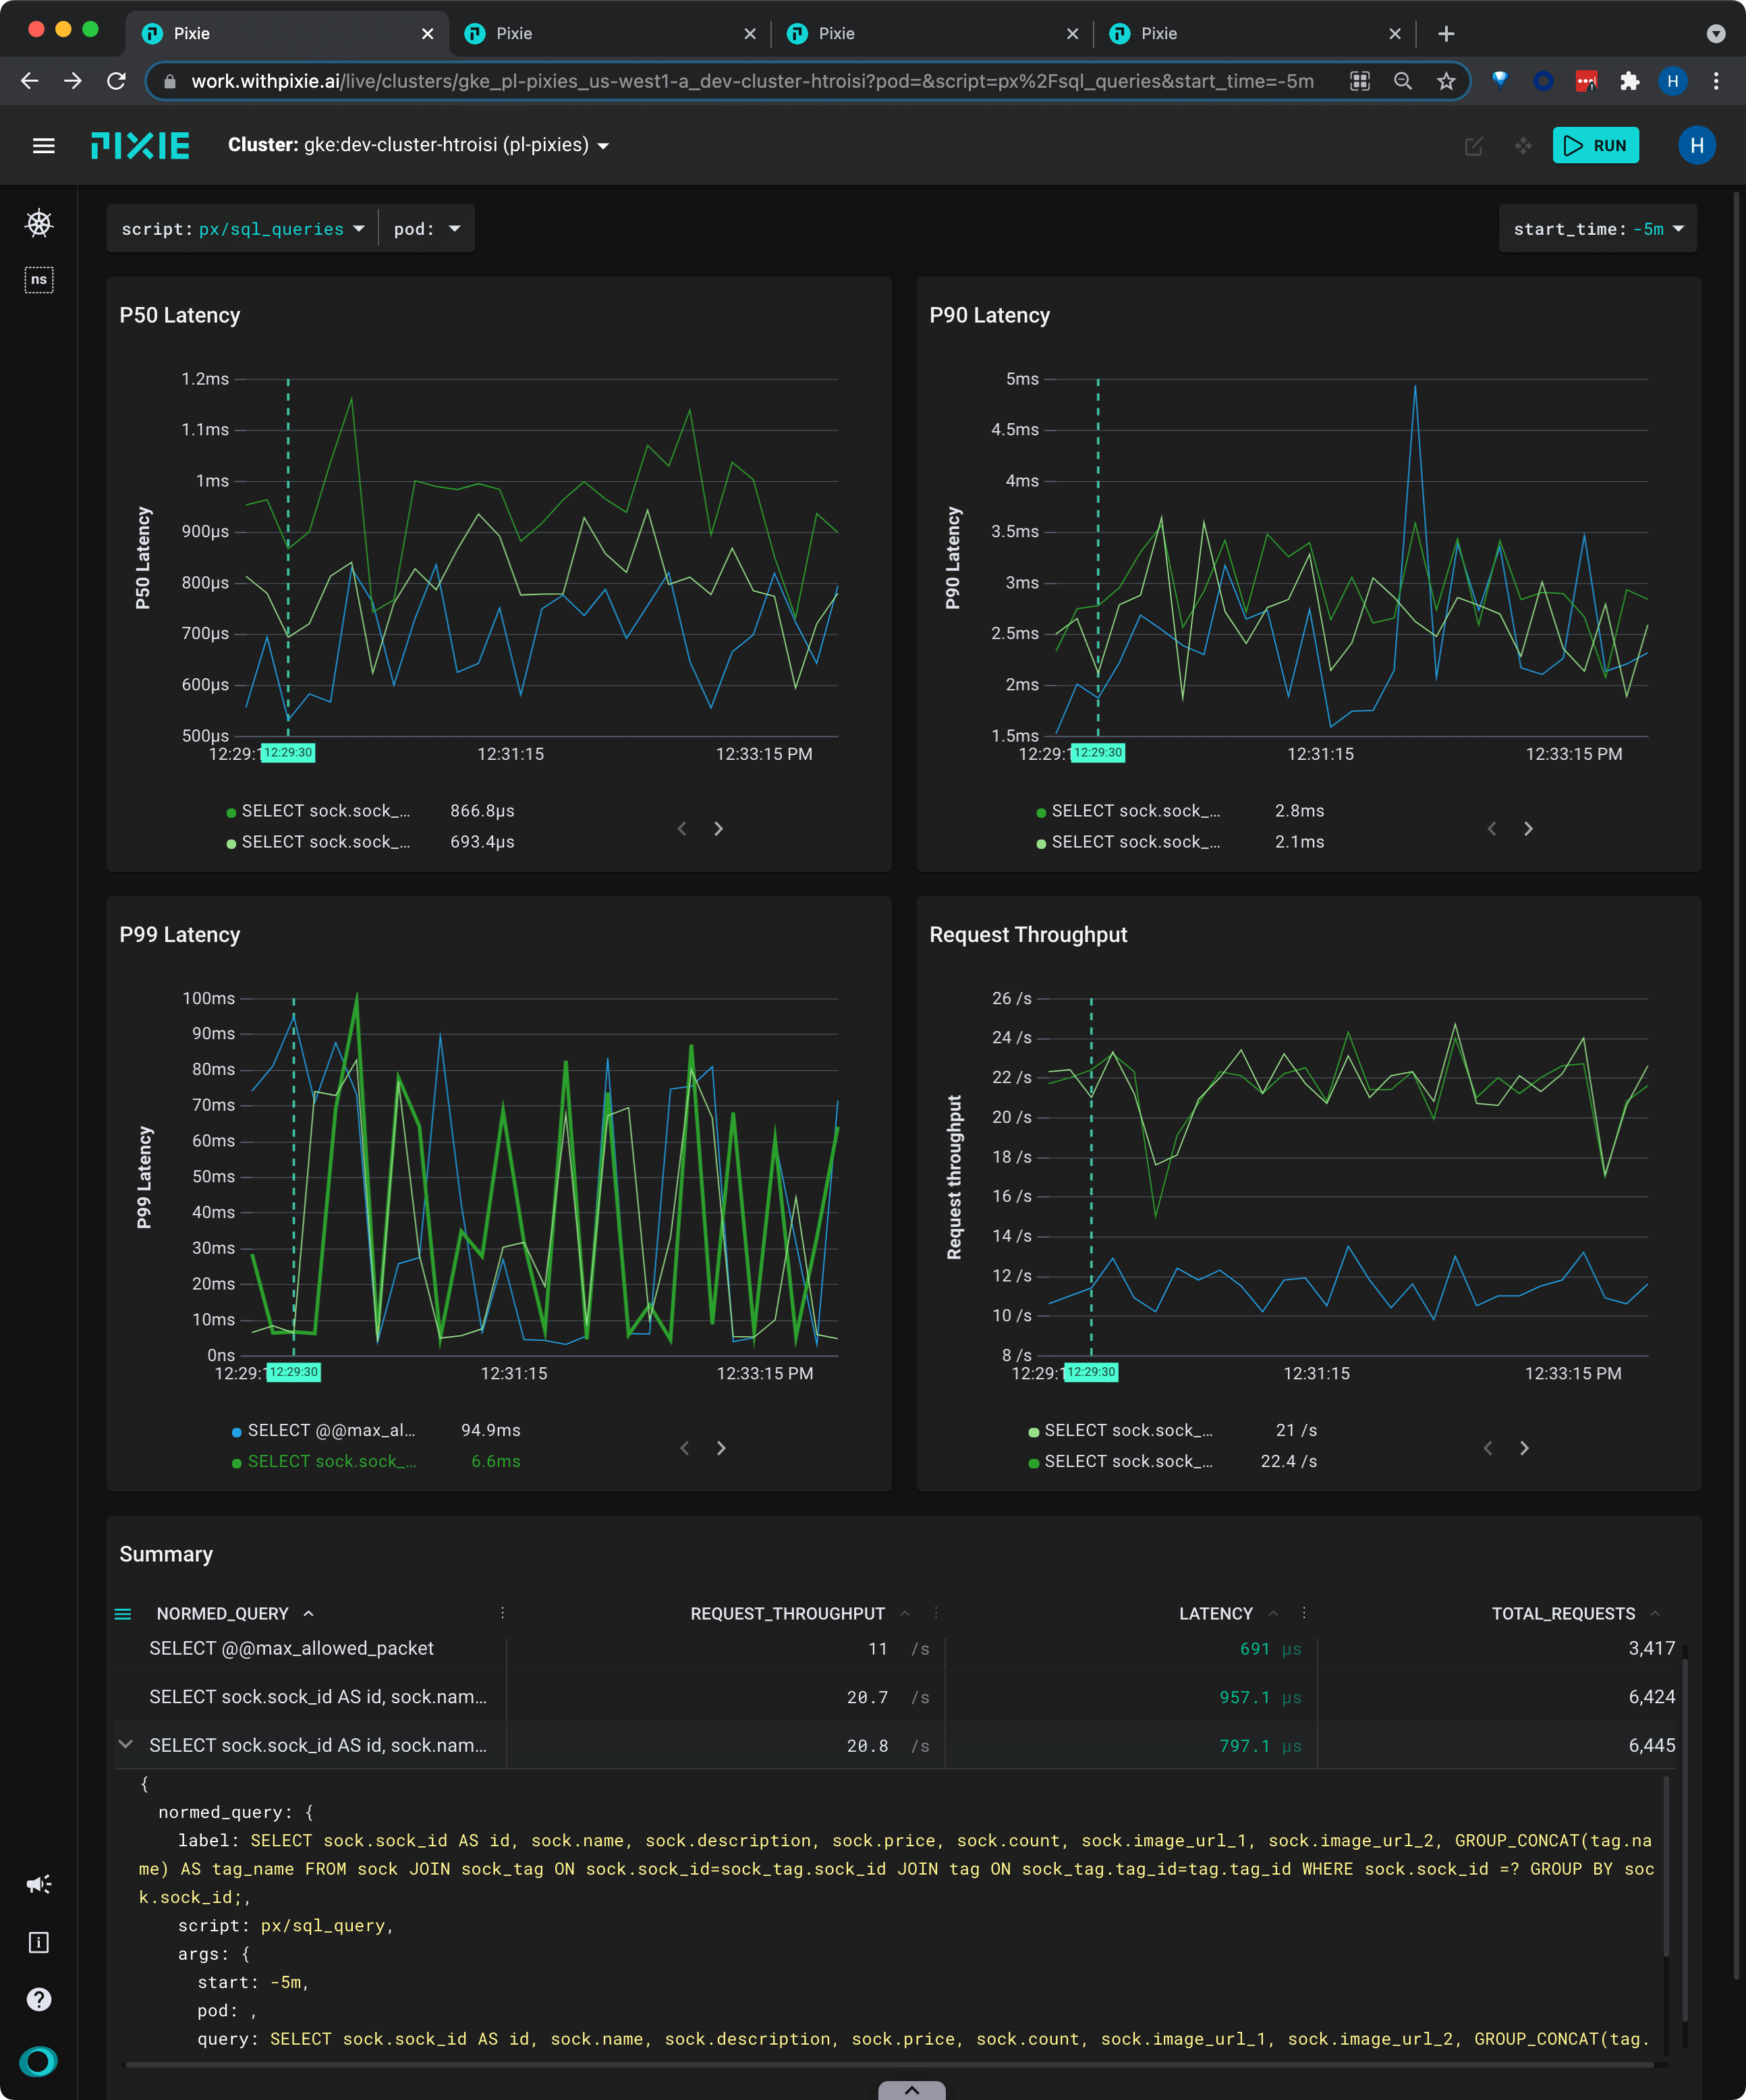 Pixie
Pixie
Pixie
Pixie
work.withpixie.ai/live/clusters/gke_pl-pixies_us-west1-a_dev-cluster-htroisi?pod=&script=px%2Fsql_queries&start_time=-5m
H
PIXIE
Cluster: gke:dev-cluster-htroisi (pl-pixies)
RUN
H
ns
script: px/sql_queries
pod:
start_time: -5m
P50 Latency
P50 Latency
1.2ms
1.1ms
1ms
900µs
800µs
700µs
600µs
500µs
12:29:1
12:29:30
12:31:15
12:33:15 PM
SELECT sock.sock_... 866.8µs
SELECT sock.sock_... 693.4µs
P90 Latency
P90 Latency
5ms
4.5ms
4ms
3.5ms
3ms
2.5ms
2ms
1.5ms
12:29:1
12:29:30
12:31:15
12:33:15 PM
SELECT sock.sock_... 2.8ms
SELECT sock.sock_... 2.1ms
P99 Latency
P99 Latency
100ms
90ms
80ms
70ms
60ms
50ms
40ms
30ms
20ms
10ms
0ns
12:29:1
12:29:30
12:31:15
12:33:15 PM
SELECT @@max_al... 94.9ms
SELECT sock.sock_... 6.6ms
Request Throughput
Request throughput
26 /s
24 /s
22 /s
20 /s
18 /s
16 /s
14 /s
12 /s
10 /s
8 /s
12:29:1
12:29:30
12:31:15
12:33:15 PM
SELECT sock.sock_... 21 /s
SELECT sock.sock_... 22.4 /s
Summary
NORMED_QUERY REQUEST_THROUGHPUT LATENCY TOTAL_REQUESTS
SELECT @@max_allowed_packet 11 /s 691 µs 3,417
SELECT sock.sock_id AS id, sock.nam... 20.7 /s 957.1 µs 6,424
SELECT sock.sock_id AS id, sock.nam... 20.8 /s 797.1 µs 6,445
{
normed_query: {
label: SELECT sock.sock_id AS id, sock.name, sock.description, sock.price, sock.count, sock.image_url_1, sock.image_url_2, GROUP_CONCAT(tag.na
me) AS tag_name FROM sock JOIN sock_tag ON sock.sock_id=sock_tag.sock_id JOIN tag ON sock_tag.tag_id=tag.tag_id WHERE sock.sock_id =? GROUP BY soc
k.sock_id;,
script: px/sql_query,
args: {
start: -5m,
pod: ,
query: SELECT sock.sock_id AS id, sock.name, sock.description, sock.price, sock.count, sock.image_url_1, sock.image_url_2, GROUP_CONCAT(tag.